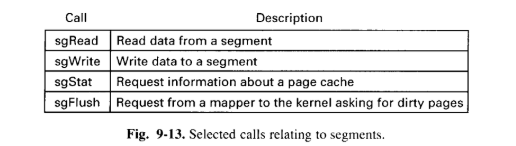 Call Description
sgRead Read data from a segment
sgWrite Write data to a segment
sgStat Request information about a page cache
sgFlush Request from a mapper to the kernel asking for dirty pages
Fig. 9-13. Selected calls relating to segments.